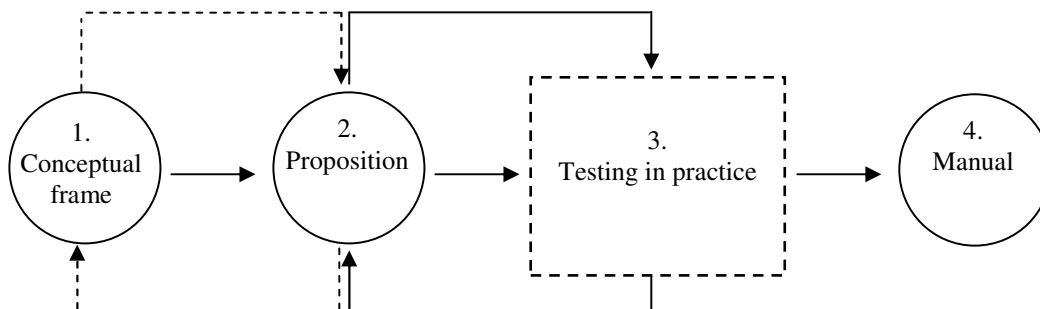 1.
Conceptual
frame
2.
Proposition
3.
Testing in practice
4.
Manual